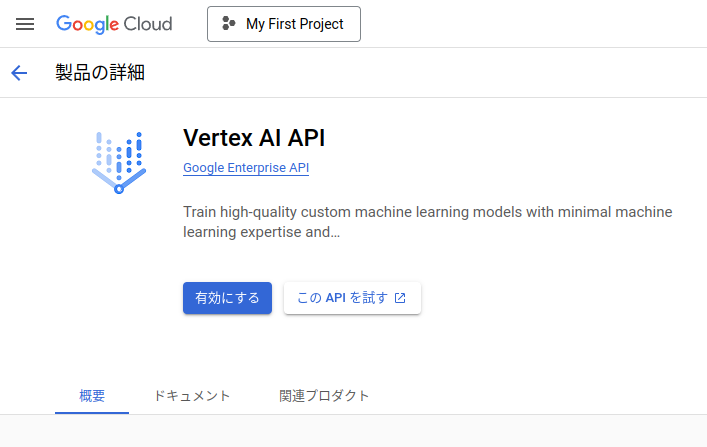 Google Cloud
My First Project
製品の詳細
Vertex AI API
Google Enterprise API
Train high-quality custom machine learning models with minimal machine
learning expertise and…
有効にする
この API を試す
概要
ドキュメント
関連プロダクト